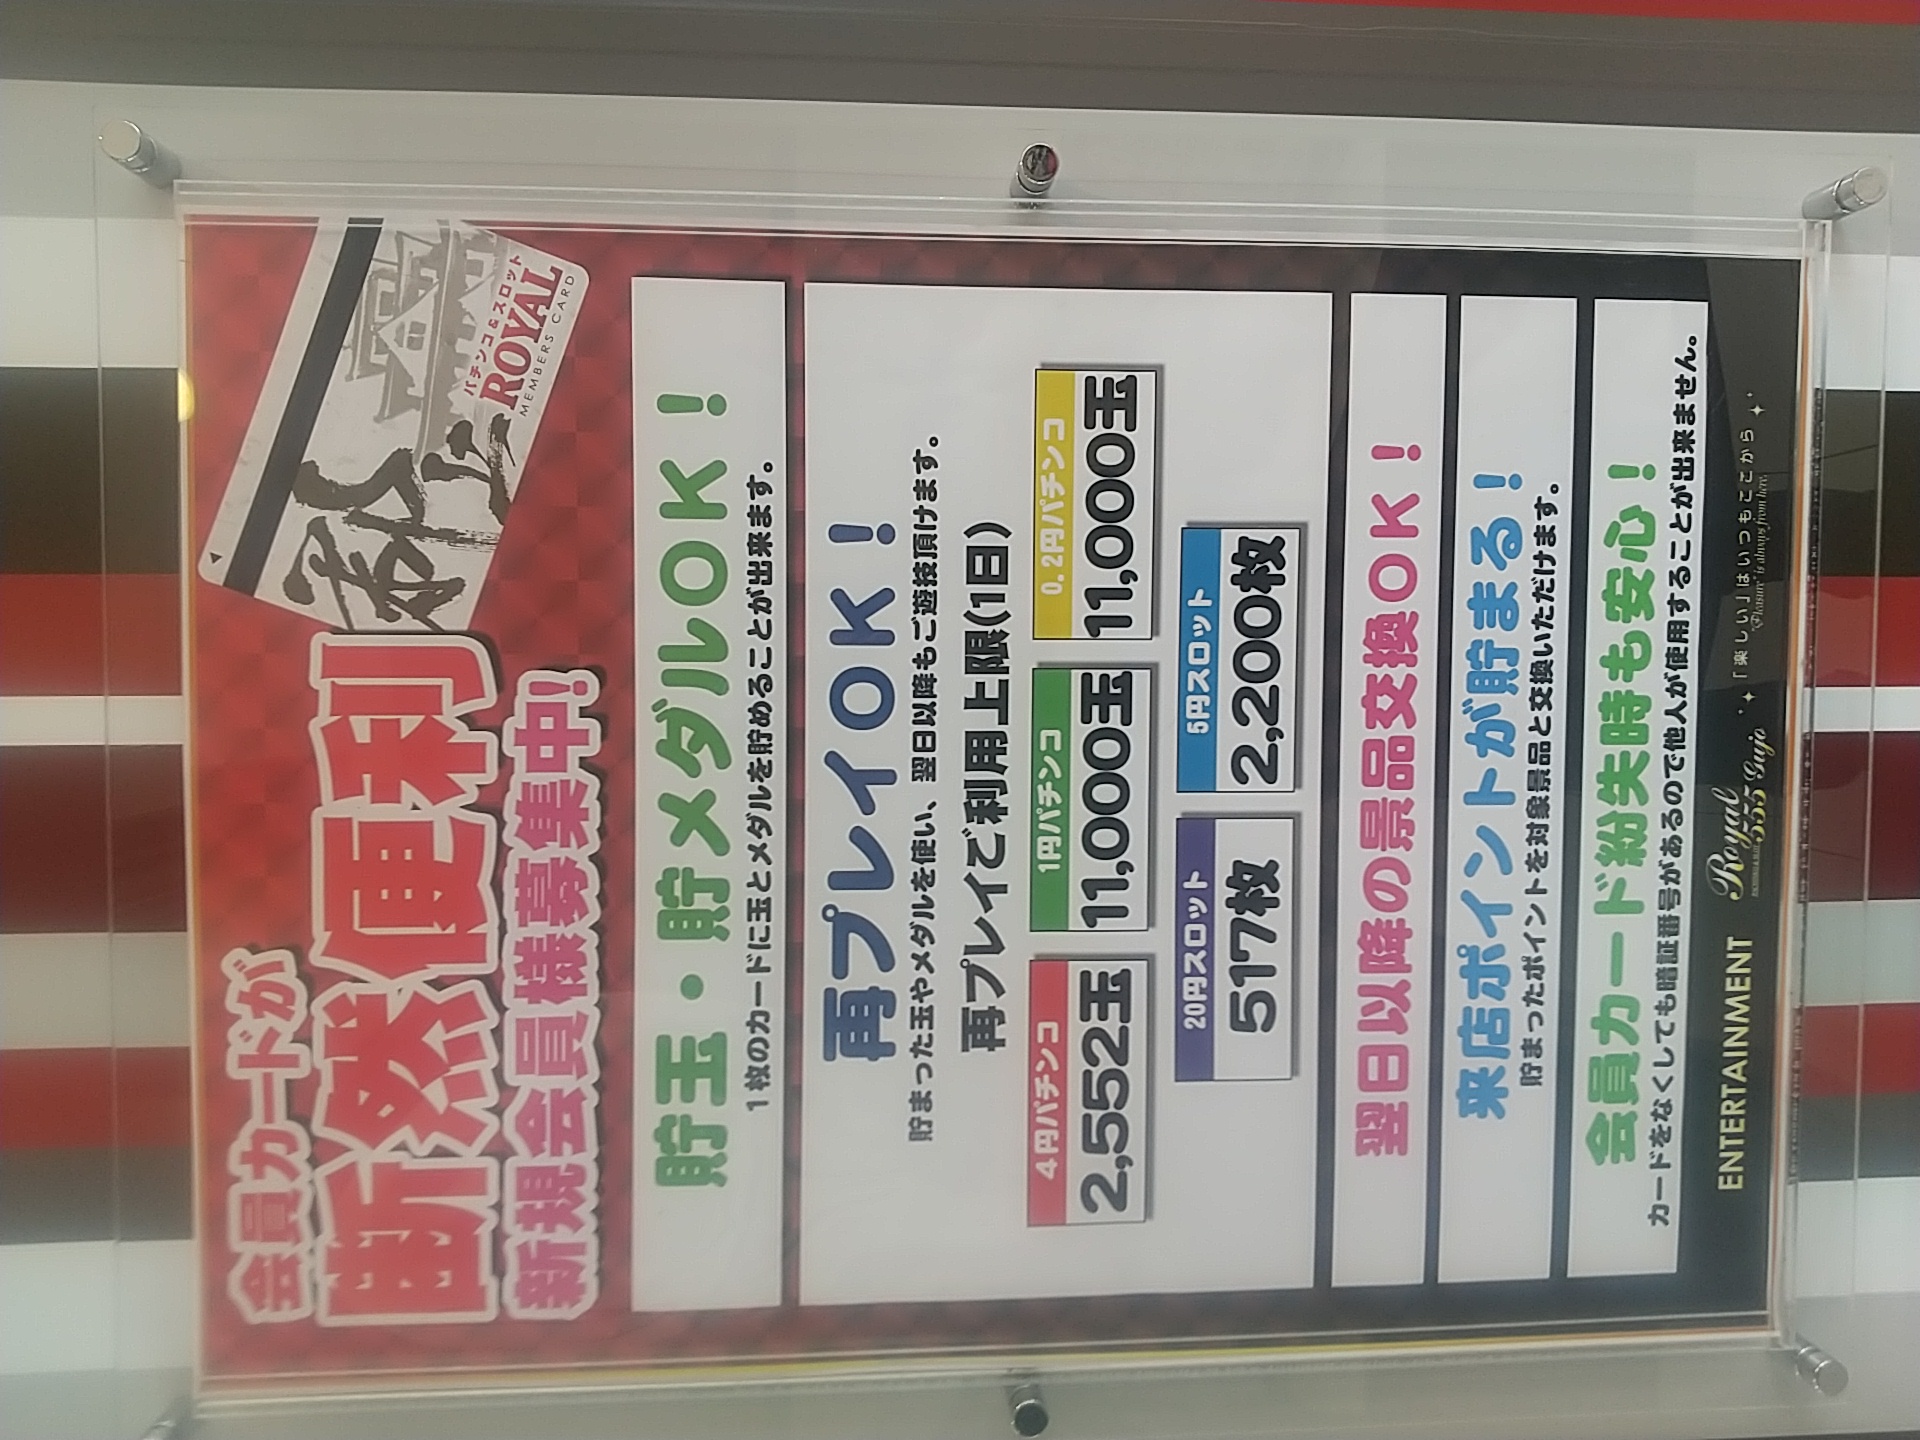 会員カードが
断然便利
新規会員様募集中!
郡上
パチンコ&スロット
ROYAL
MEMBERS CARD
貯玉・貯メダルOK!
1枚のカードに玉とメダルを貯めることが出来ます。
再プレイOK!
貯まった玉やメダルを使い、翌日以降もご遊技頂けます。
再プレイご利用上限(1日)
4円パチンコ
2,552玉
1円パチンコ
11,000玉
0.2円パチンコ
11,000玉
20円スロット
517枚
5円スロット
2,200枚
翌日以降の景品交換OK!
来店ポイントが貯まる!
貯まったポイントを対象景品と交換いただけます。
会員カード紛失時も安心!
カードをなくしても暗証番号があるので他人が使用することが出来ません。
ENTERTAINMENT
Royal
555 Gujo
「楽しい」はいつもここから
"Pleasure" is always from here.